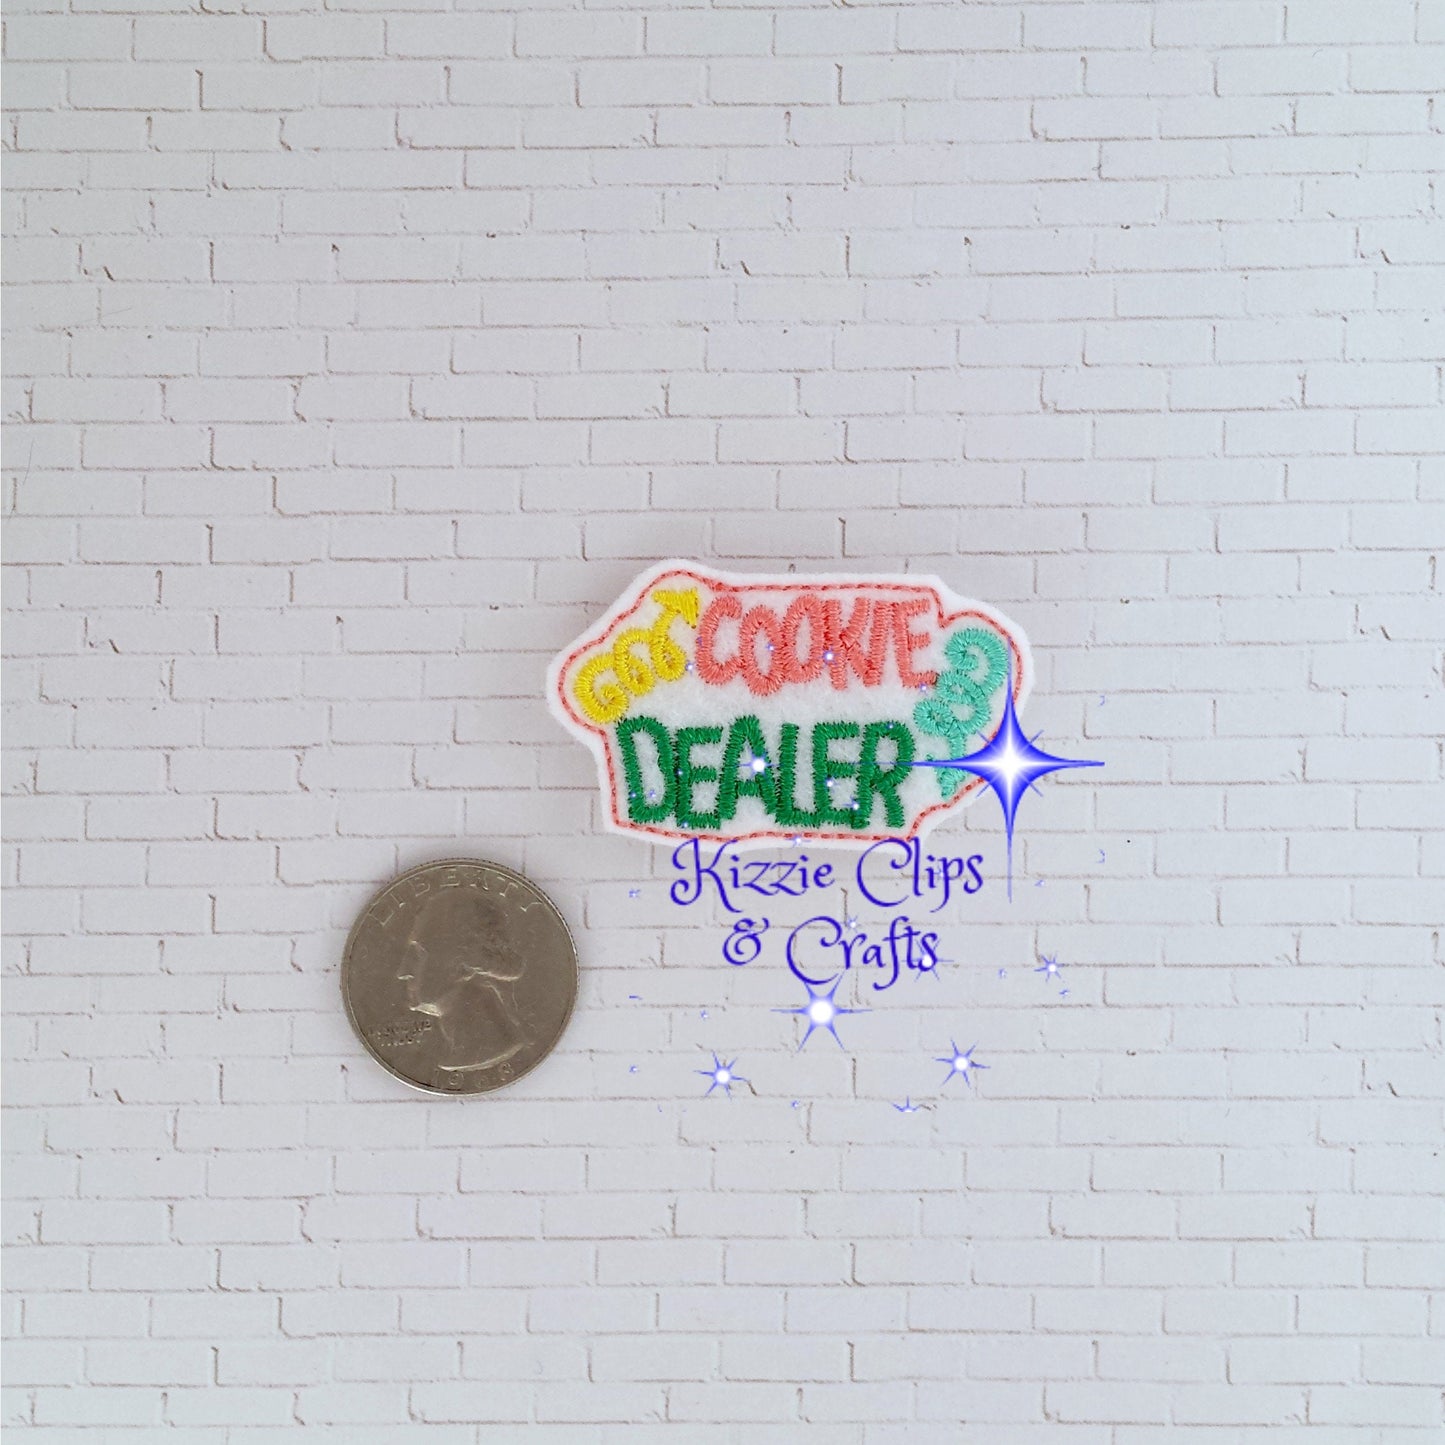 COOKIE
DEALER
Kizzie Clips
& Crafts
LIBERTY